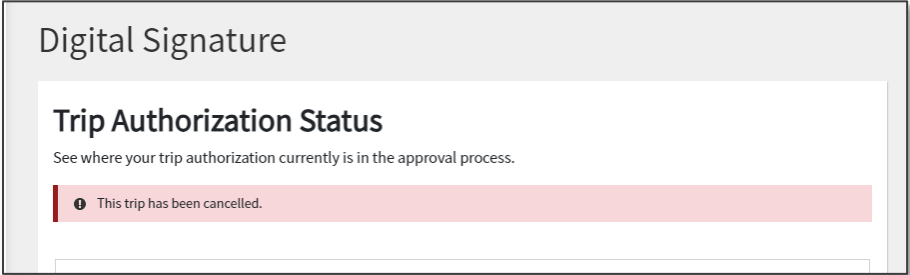 Digital Signature
Trip Authorization Status
See where your trip authorization currently is in the approval process.
This trip has been cancelled.